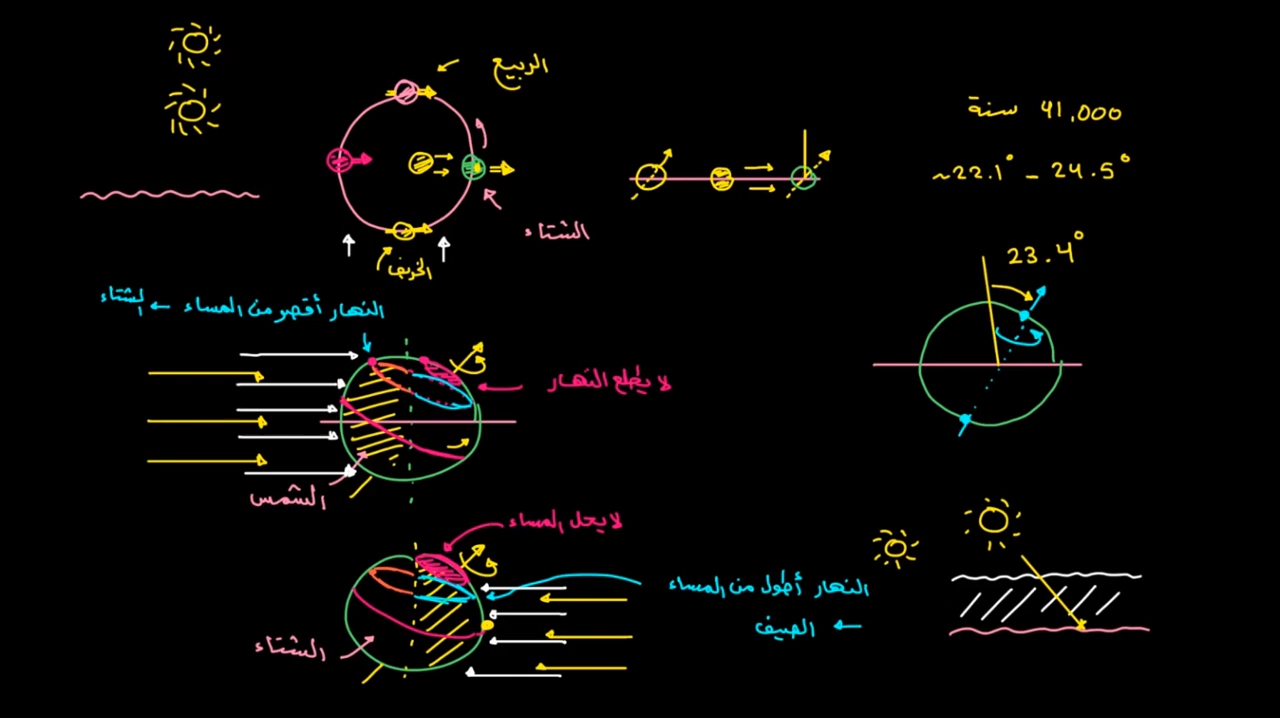 الربيع
41,000 سنة
~22.1° - 24.5°
الشتاء
23.4°
الخريف
النهار أقصر من المساء ← الشتاء
لا يطلع النهار
الشمس
لا يحل المساء
النهار أطول من المساء
← الصيف
الشتاء